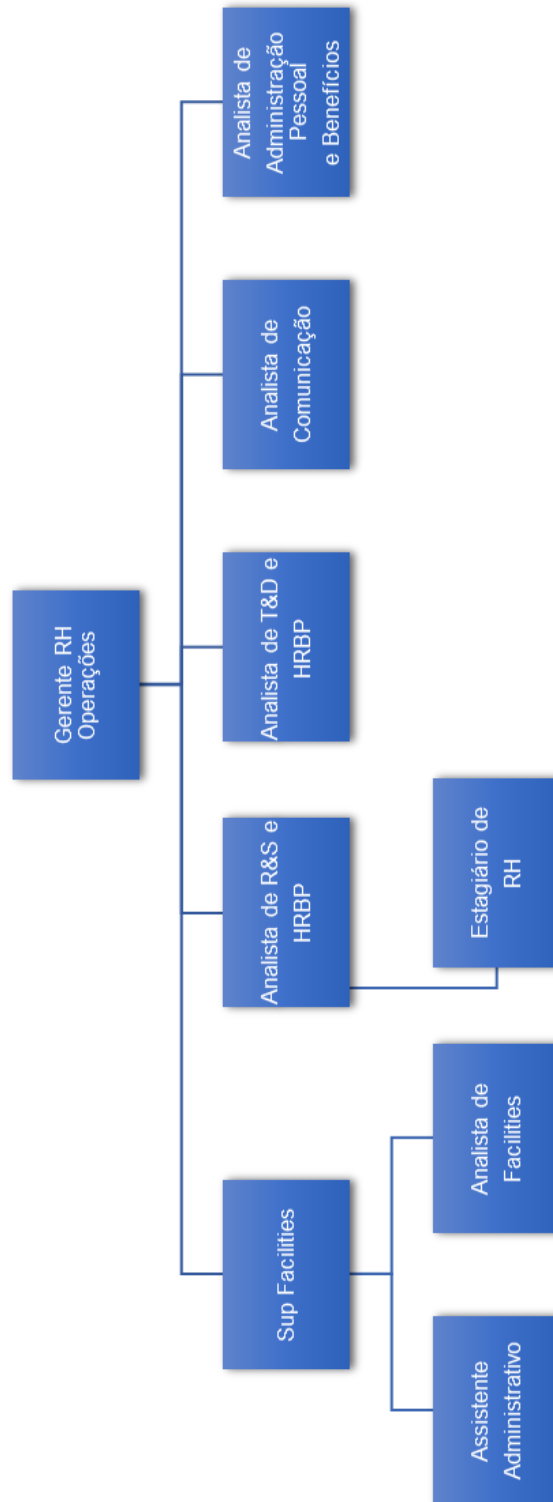 Gerente RH
Operações
Sup Facilities
Analista de R&S e
HRBP
Analista de T&D e
HRBP
Analista de
Comunicação
Analista de
Administração
Pessoal
e Benefícios
Assistente
Administrativo
Analista de
Facilities
Estagiário de
RH